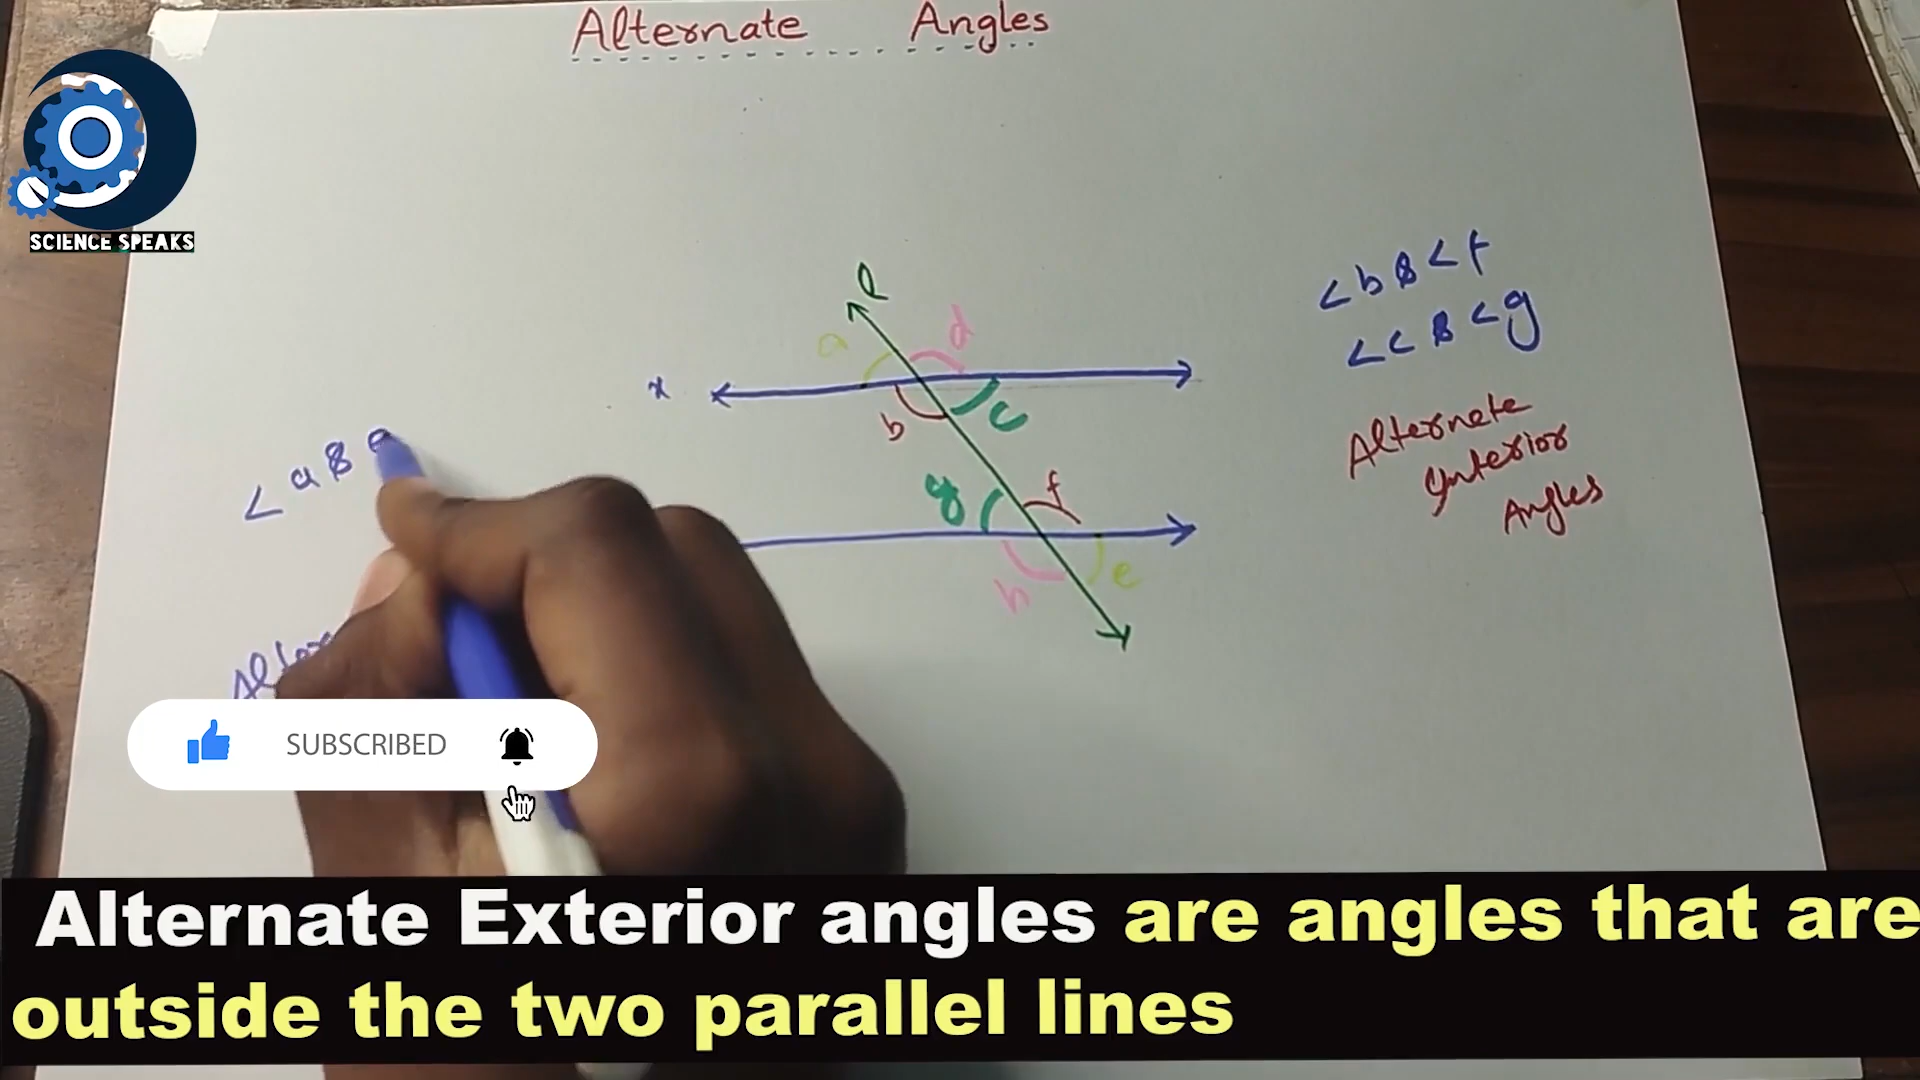 Alternate Angles
SCIENCE SPEAKS
l
a
d
x
b
c
g
f
h
e
<b & <f
<c & <g
Alternate
Interior
Angles
<a & e
SUBSCRIBED
Alternate Exterior angles are angles that are
outside the two parallel lines